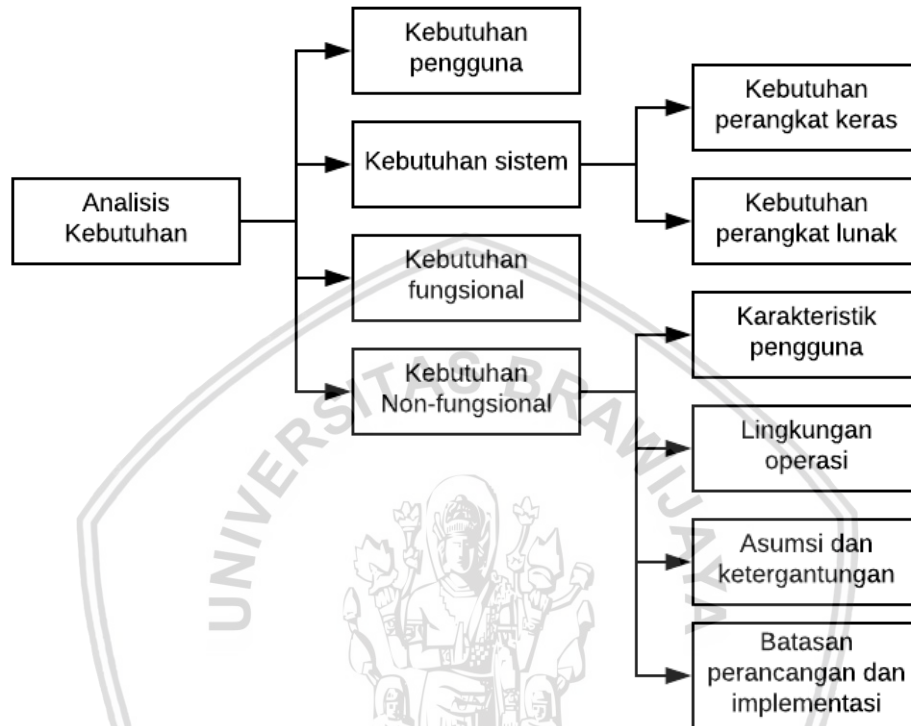 Kebutuhan
pengguna
Kebutuhan
perangkat keras
Kebutuhan sistem
Analisis
Kebutuhan
Kebutuhan
perangkat lunak
Kebutuhan
fungsional
Karakteristik
pengguna
Kebutuhan
Non-fungsional
Lingkungan
operasi
Asumsi dan
ketergantungan
Batasan
perancangan dan
implementasi
UNIVERSITAS BRAWIJAYA